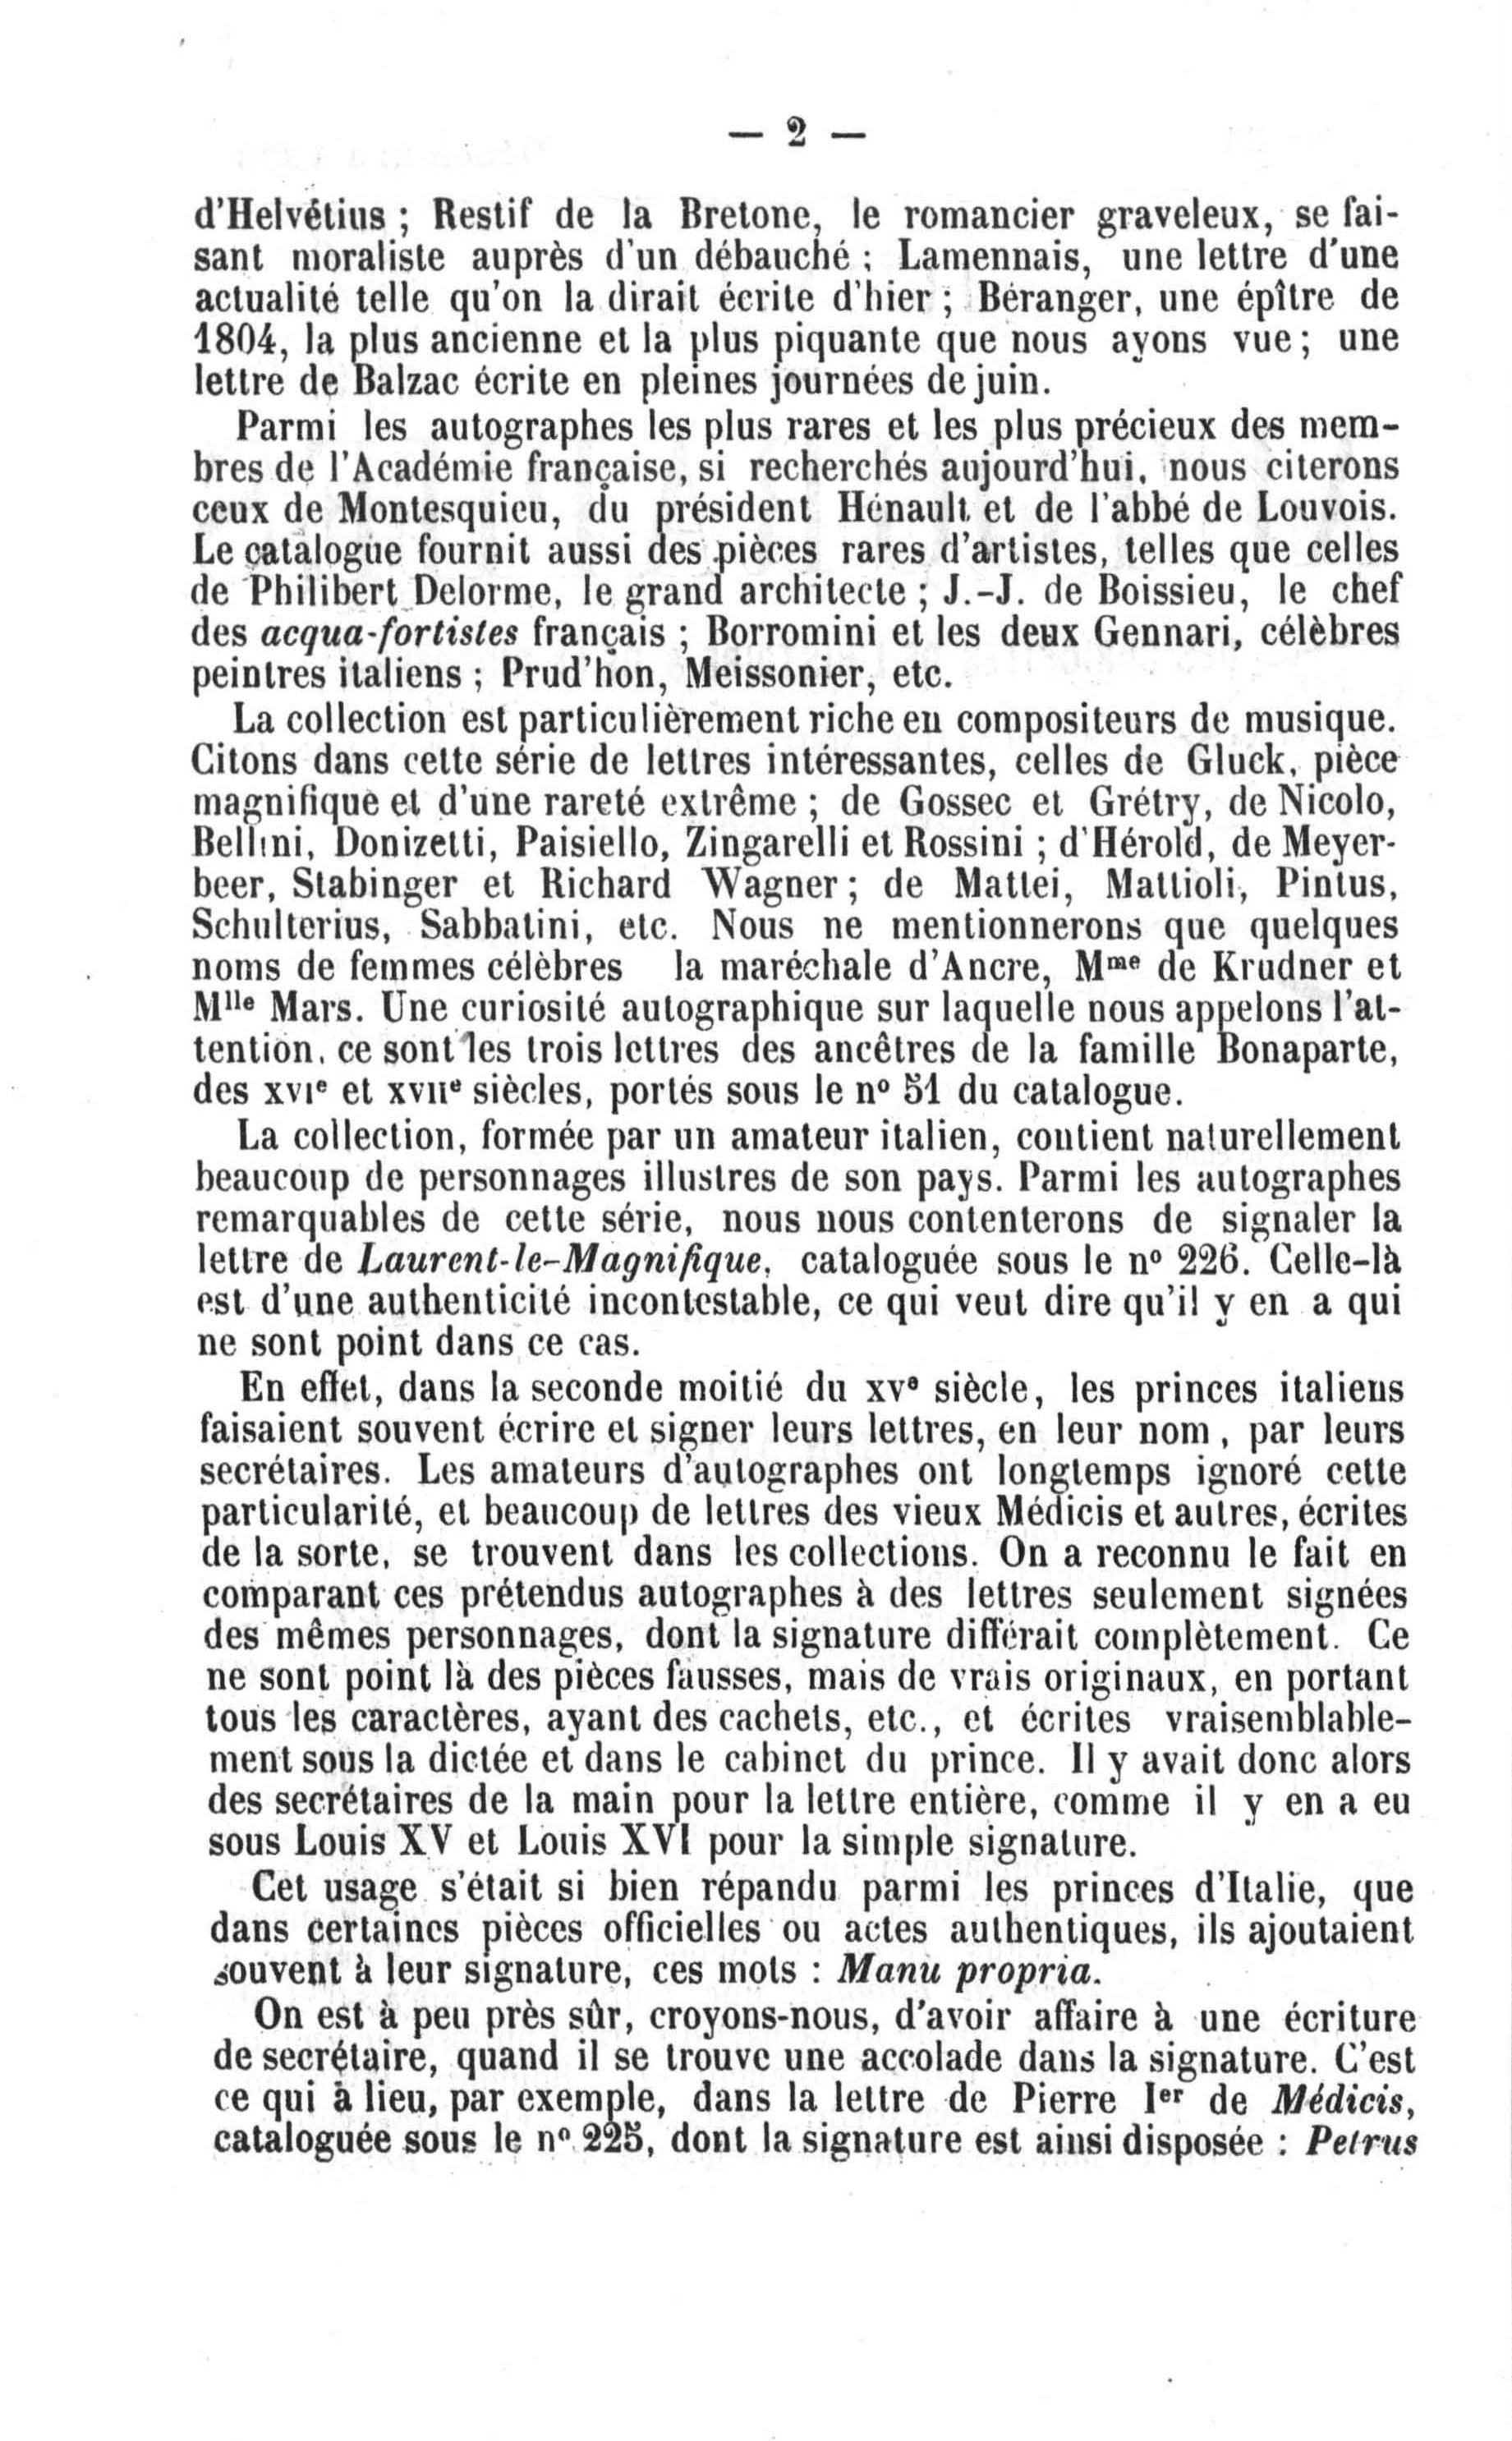 — 2 —
d'Helvétius ; Restif de la Bretone, le romancier graveleux, se fai-
sant moraliste auprès d'un débauché ; Lamennais, une lettre d'une
actualité telle qu'on la dirait écrite d'hier ; Béranger, une épître de
1804, la plus ancienne et la plus piquante que nous ayons vue ; une
lettre de Balzac écrite en pleines journées de juin.
Parmi les autographes les plus rares et les plus précieux des mem-
bres de l'Académie française, si recherchés aujourd'hui, nous citerons
ceux de Montesquieu, du président Hénault et de l'abbé de Louvois.
Le catalogue fournit aussi des pièces rares d'artistes, telles que celles
de Philibert Delorme, le grand architecte ; J.-J. de Boissieu, le chef
des acqua-fortistes français ; Borromini et les deux Gennari, célèbres
peintres italiens ; Prud'hon, Meissonier, etc.
La collection est particulièrement riche en compositeurs de musique.
Citons dans cette série de lettres intéressantes, celles de Gluck, pièce
magnifique et d'une rareté extrême ; de Gossec et Grétry, de Nicolo,
Bellini, Donizetti, Paisiello, Zingarelli et Rossini ; d'Hérold, de Meyer-
beer, Stabinger et Richard Wagner ; de Mattei, Mattioli, Pintus,
Schulterius, Sabbatini, etc. Nous ne mentionnerons que quelques
noms de femmes célèbres la maréchale d'Ancre, Mme de Krudner et
Mlle Mars. Une curiosité autographique sur laquelle nous appelons l'at-
tention, ce sont les trois lettres des ancêtres de la famille Bonaparte,
des XVIe et XVIIe siècles, portés sous le no 51 du catalogue.
La collection, formée par un amateur italien, contient naturellement
beaucoup de personnages illustres de son pays. Parmi les autographes
remarquables de cette série, nous nous contenterons de signaler la
lettre de Laurent-le-Magnifique, cataloguée sous le no 226. Celle-là
est d'une authenticité incontestable, ce qui veut dire qu'il y en a qui
ne sont point dans ce cas.
En effet, dans la seconde moitié du XVe siècle, les princes italiens
faisaient souvent écrire et signer leurs lettres, en leur nom, par leurs
secrétaires. Les amateurs d'autographes ont longtemps ignoré cette
particularité, et beaucoup de lettres des vieux Médicis et autres, écrites
de la sorte, se trouvent dans les collections. On a reconnu le fait en
comparant ces prétendus autographes à des lettres seulement signées
des mêmes personnages, dont la signature différait complètement. Ce
ne sont point là des pièces fausses, mais de vrais originaux, en portant
tous les caractères, ayant des cachets, etc., et écrites vraisemblable-
ment sous la dictée et dans le cabinet du prince. Il y avait donc alors
des secrétaires de la main pour la lettre entière, comme il y en a eu
sous Louis XV et Louis XVI pour la simple signature.
Cet usage s'était si bien répandu parmi les princes d'Italie, que
dans certaines pièces officielles ou actes authentiques, ils ajoutaient
souvent à leur signature, ces mots : Manu propria.
On est à peu près sûr, croyons-nous, d'avoir affaire à une écriture
de secrétaire, quand il se trouve une accolade dans la signature. C'est
ce qui à lieu, par exemple, dans la lettre de Pierre Ier de Médicis,
cataloguée sous le no 225, dont la signature est ainsi disposée : Petrus